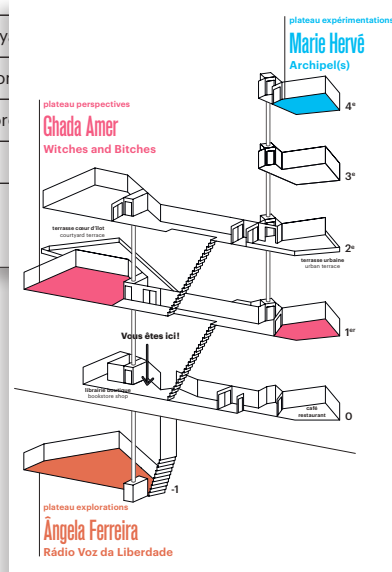 plateau expérimentations
Marie Hervé
Archipel(s)
4e
plateau perspectives
Ghada Amer
Witches and Bitches
3e
terrasse cœur d'îlot
courtyard terrace
2e
terrasse urbaine
urban terrace
1er
Vous êtes ici!
librairie boutique
bookstore shop
café
restaurant
0
-1
plateau explorations
Ângela Ferreira
Rádio Voz da Liberdade